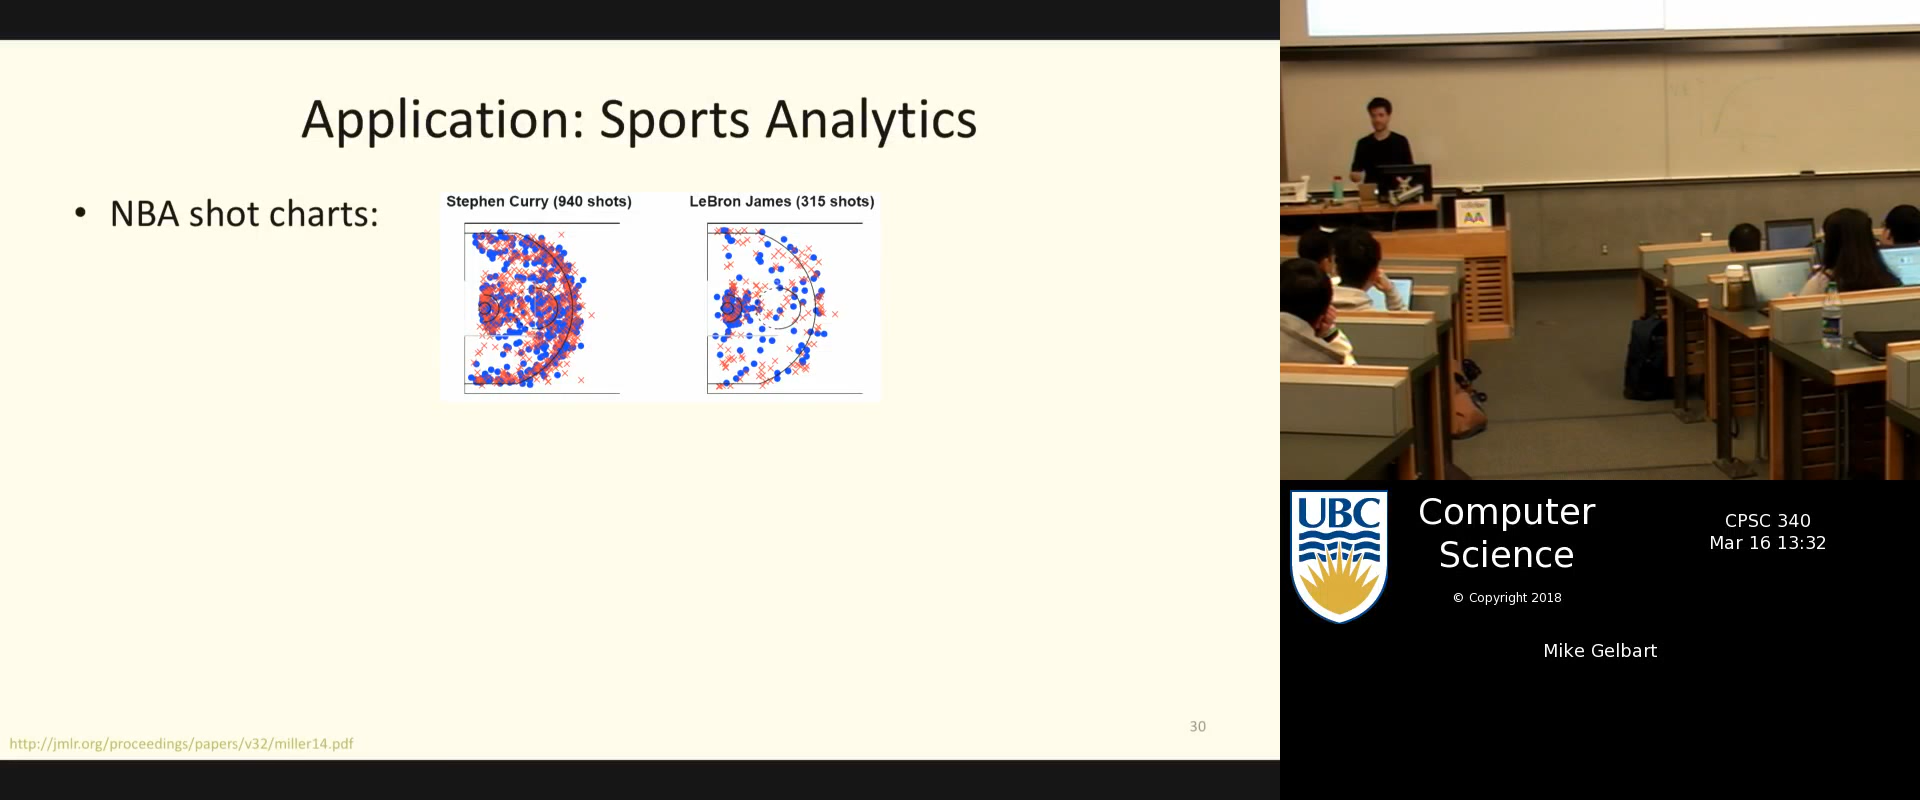 Application: Sports Analytics
• NBA shot charts:
Stephen Curry (940 shots)
LeBron James (315 shots)
http://jmlr.org/proceedings/papers/v32/miller14.pdf
30
UBC
Computer
Science
© Copyright 2018
CPSC 340
Mar 16 13:32
Mike Gelbart